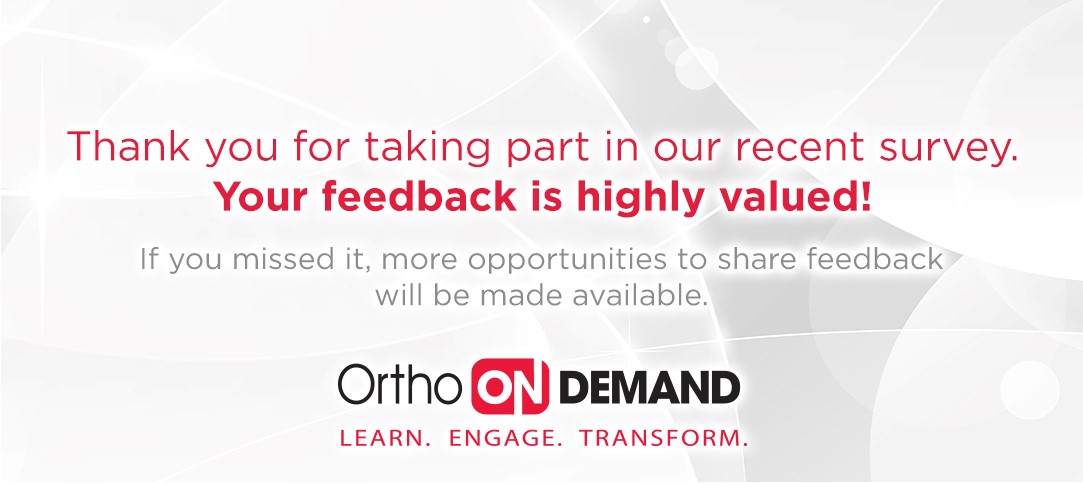 Thank you for taking part in our recent survey.
Your feedback is highly valued!
If you missed it, more opportunities to share feedback
will be made available.
Ortho ON DEMAND
LEARN. ENGAGE. TRANSFORM.